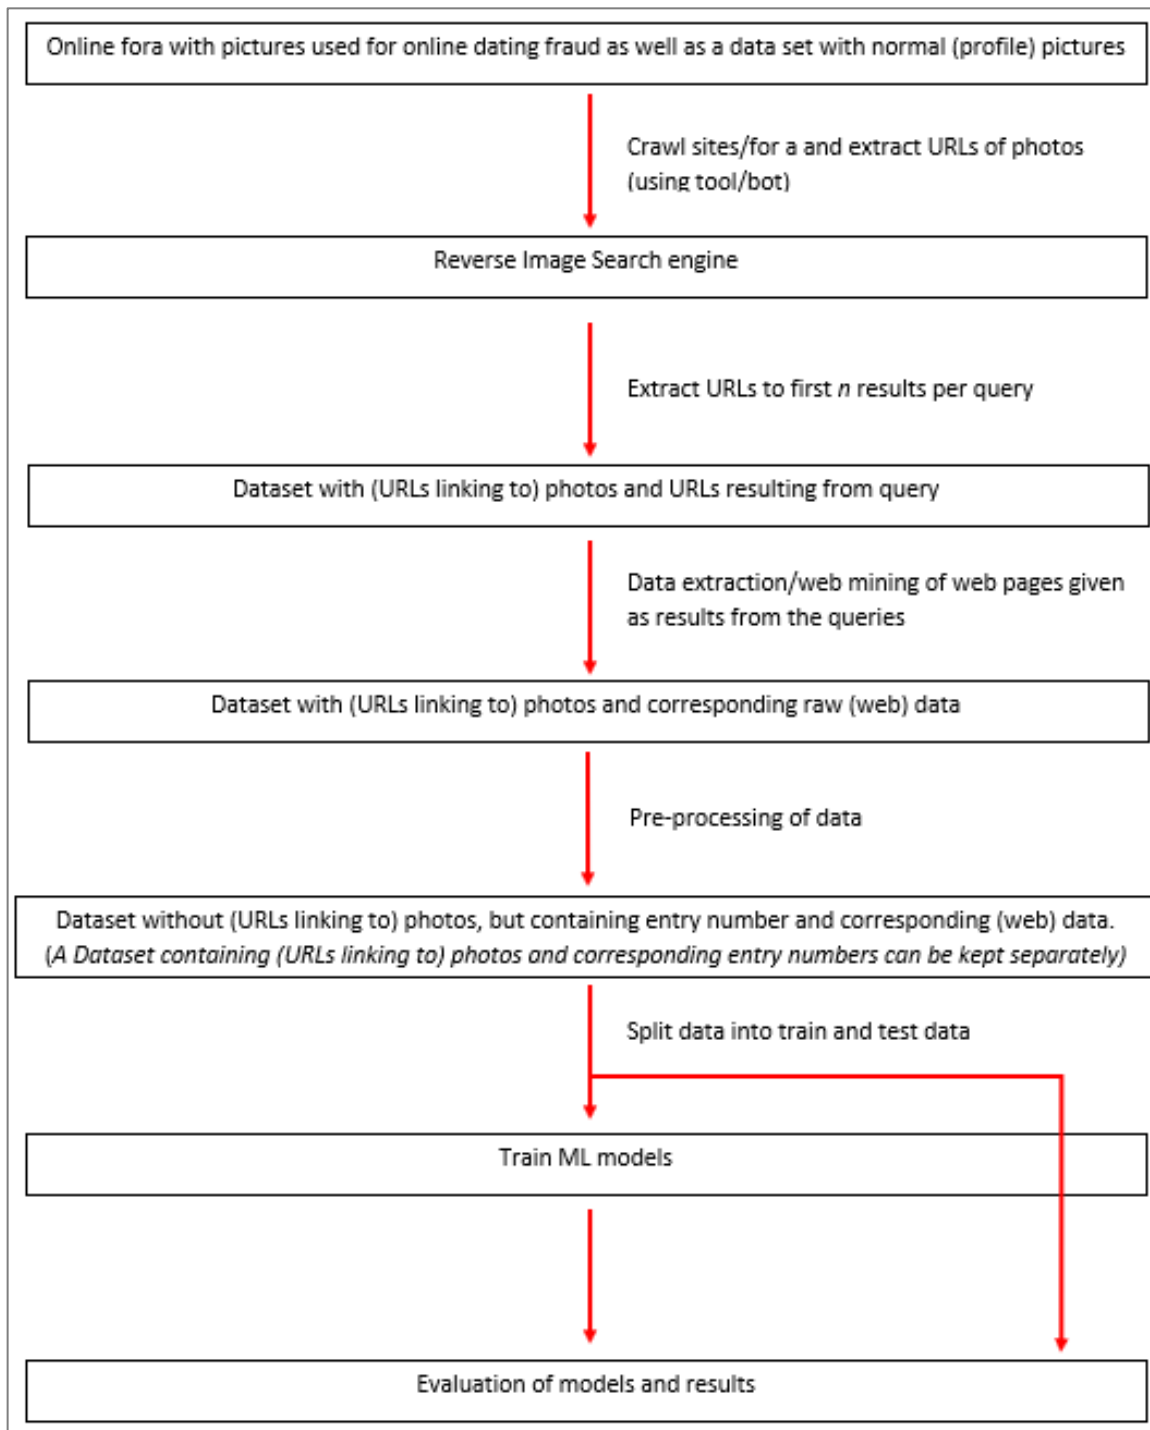 Online fora with pictures used for online dating fraud as well as a data set with normal (profile) pictures
Crawl sites/for a and extract URLs of photos
(using tool/bot)
Reverse Image Search engine
Extract URLs to first n results per query
Dataset with (URLs linking to) photos and URLs resulting from query
Data extraction/web mining of web pages given
as results from the queries
Dataset with (URLs linking to) photos and corresponding raw (web) data
Pre-processing of data
Dataset without (URLs linking to) photos, but containing entry number and corresponding (web) data.
(A Dataset containing (URLs linking to) photos and corresponding entry numbers can be kept separately)
Split data into train and test data
Train ML models
Evaluation of models and results